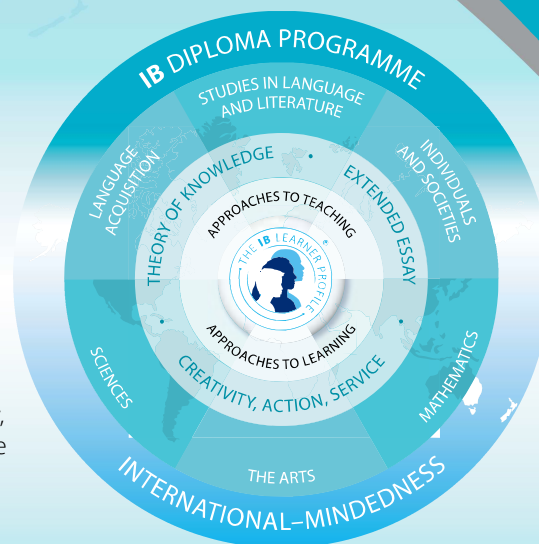 IB DIPLOMA PROGRAMME
STUDIES IN LANGUAGE
AND LITERATURE
LANGUAGE
ACQUISITION
INDIVIDUALS
AND SOCIETIES
THEORY OF KNOWLEDGE
EXTENDED ESSAY
APPROACHES TO TEACHING
THE IB LEARNER PROFILE
APPROACHES TO LEARNING
CREATIVITY, ACTION, SERVICE
SCIENCES
MATHEMATICS
THE ARTS
INTERNATIONAL–MINDEDNESS